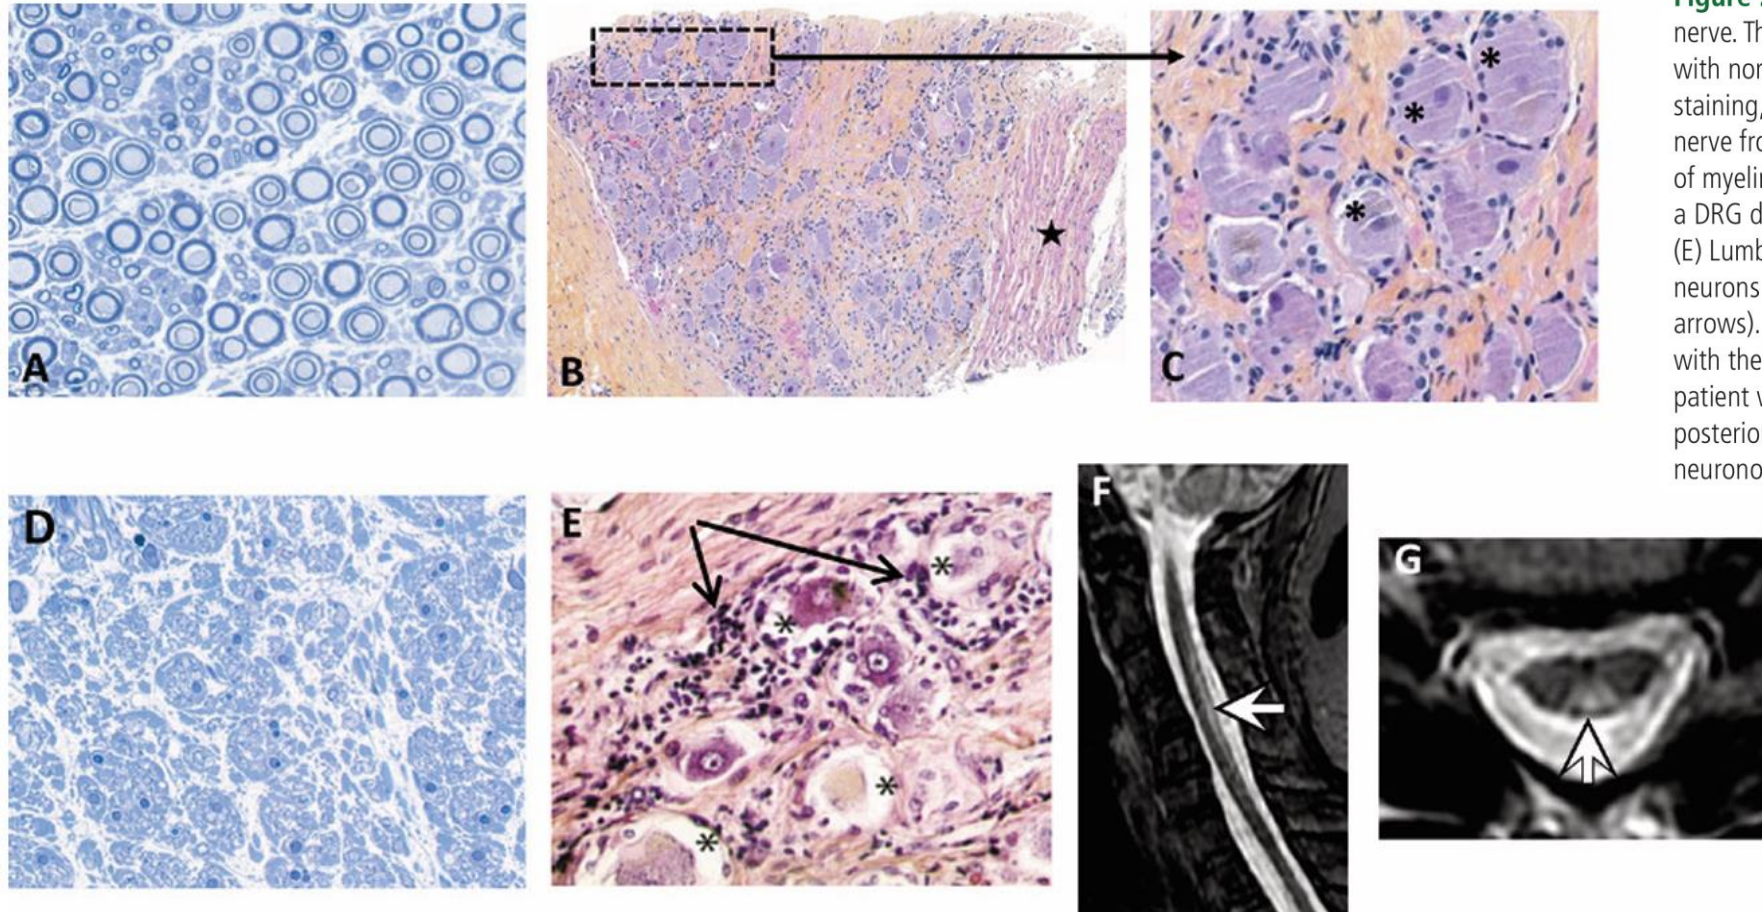 A
B
C
D
E
F
G
Figure
nerve. Th
with nor
staining,
nerve fro
of myelin
a DRG d
(E) Lumb
neurons
arrows).
with the
patient v
posterio
neurono